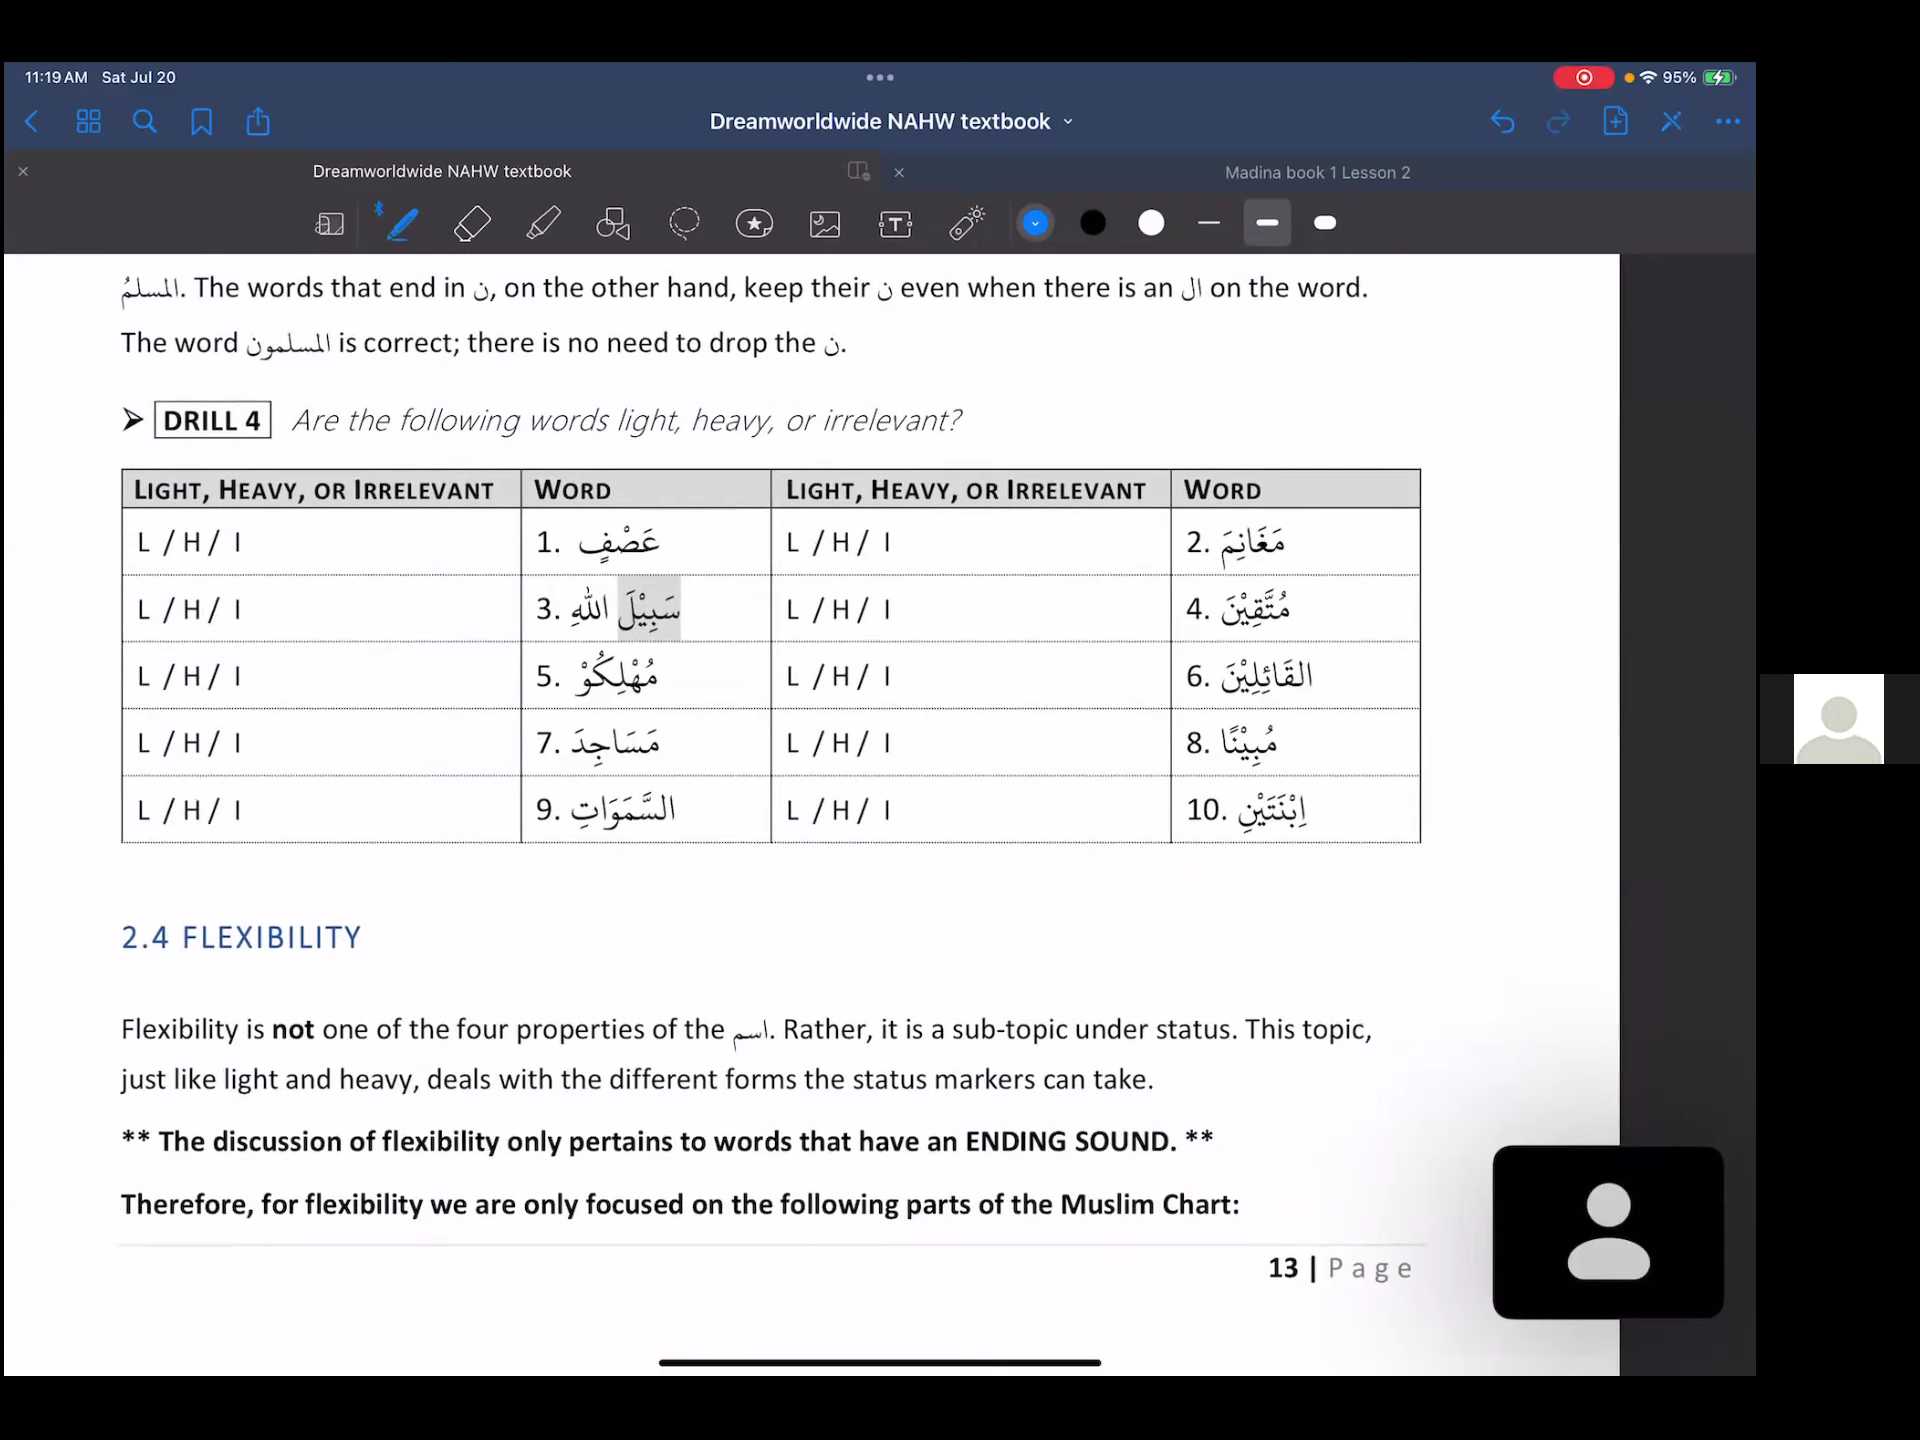 11:19 AM Sat Jul 20
95%
Dreamworldwide NAHW textbook
Dreamworldwide NAHW textbook
Madina book 1 Lesson 2
المسلمُ. The words that end in ن, on the other hand, keep their ن even when there is an ال on the word.
The word المسلمون is correct; there is no need to drop the ن.
➢ DRILL 4 Are the following words light, heavy, or irrelevant?
LIGHT, HEAVY, OR IRRELEVANT WORD LIGHT, HEAVY, OR IRRELEVANT WORD
L / H / I 1. عَصْفٍ L / H / I 2. مَغَانِمَ
L / H / I 3. سَبِيْلَ اللهِ L / H / I 4. مُتَّقِيْنَ
L / H / I 5. مُهْلِكُوْ L / H / I 6. القَائِلِيْنَ
L / H / I 7. مَسَاجِدَ L / H / I 8. مُبِيْنًا
L / H / I 9. السَّمَوَاتِ L / H / I 10. اِبْنَتَيْنِ
2.4 FLEXIBILITY
Flexibility is not one of the four properties of the اسم. Rather, it is a sub-topic under status. This topic,
just like light and heavy, deals with the different forms the status markers can take.
** The discussion of flexibility only pertains to words that have an ENDING SOUND. **
Therefore, for flexibility we are only focused on the following parts of the Muslim Chart:
13 | Page